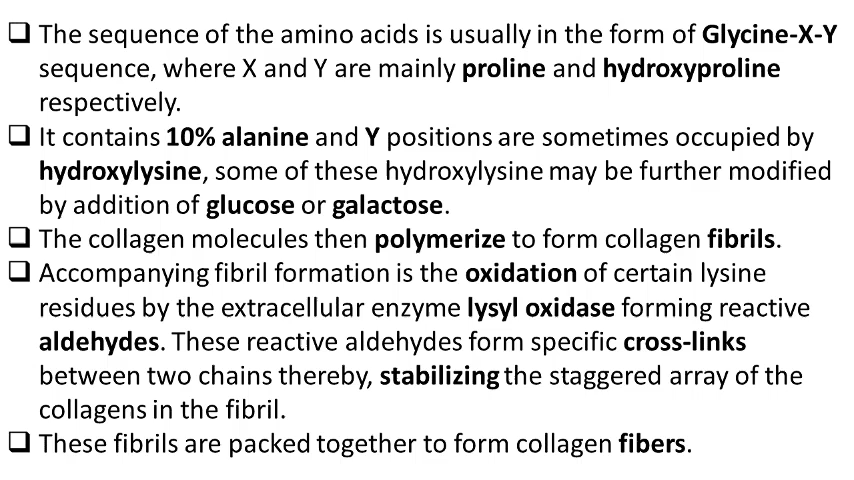 ❑ The sequence of the amino acids is usually in the form of Glycine-X-Y
sequence, where X and Y are mainly proline and hydroxyproline
respectively.
❑ It contains 10% alanine and Y positions are sometimes occupied by
hydroxylysine, some of these hydroxylysine may be further modified
by addition of glucose or galactose.
❑ The collagen molecules then polymerize to form collagen fibrils.
❑ Accompanying fibril formation is the oxidation of certain lysine
residues by the extracellular enzyme lysyl oxidase forming reactive
aldehydes. These reactive aldehydes form specific cross-links
between two chains thereby, stabilizing the staggered array of the
collagens in the fibril.
❑ These fibrils are packed together to form collagen fibers.